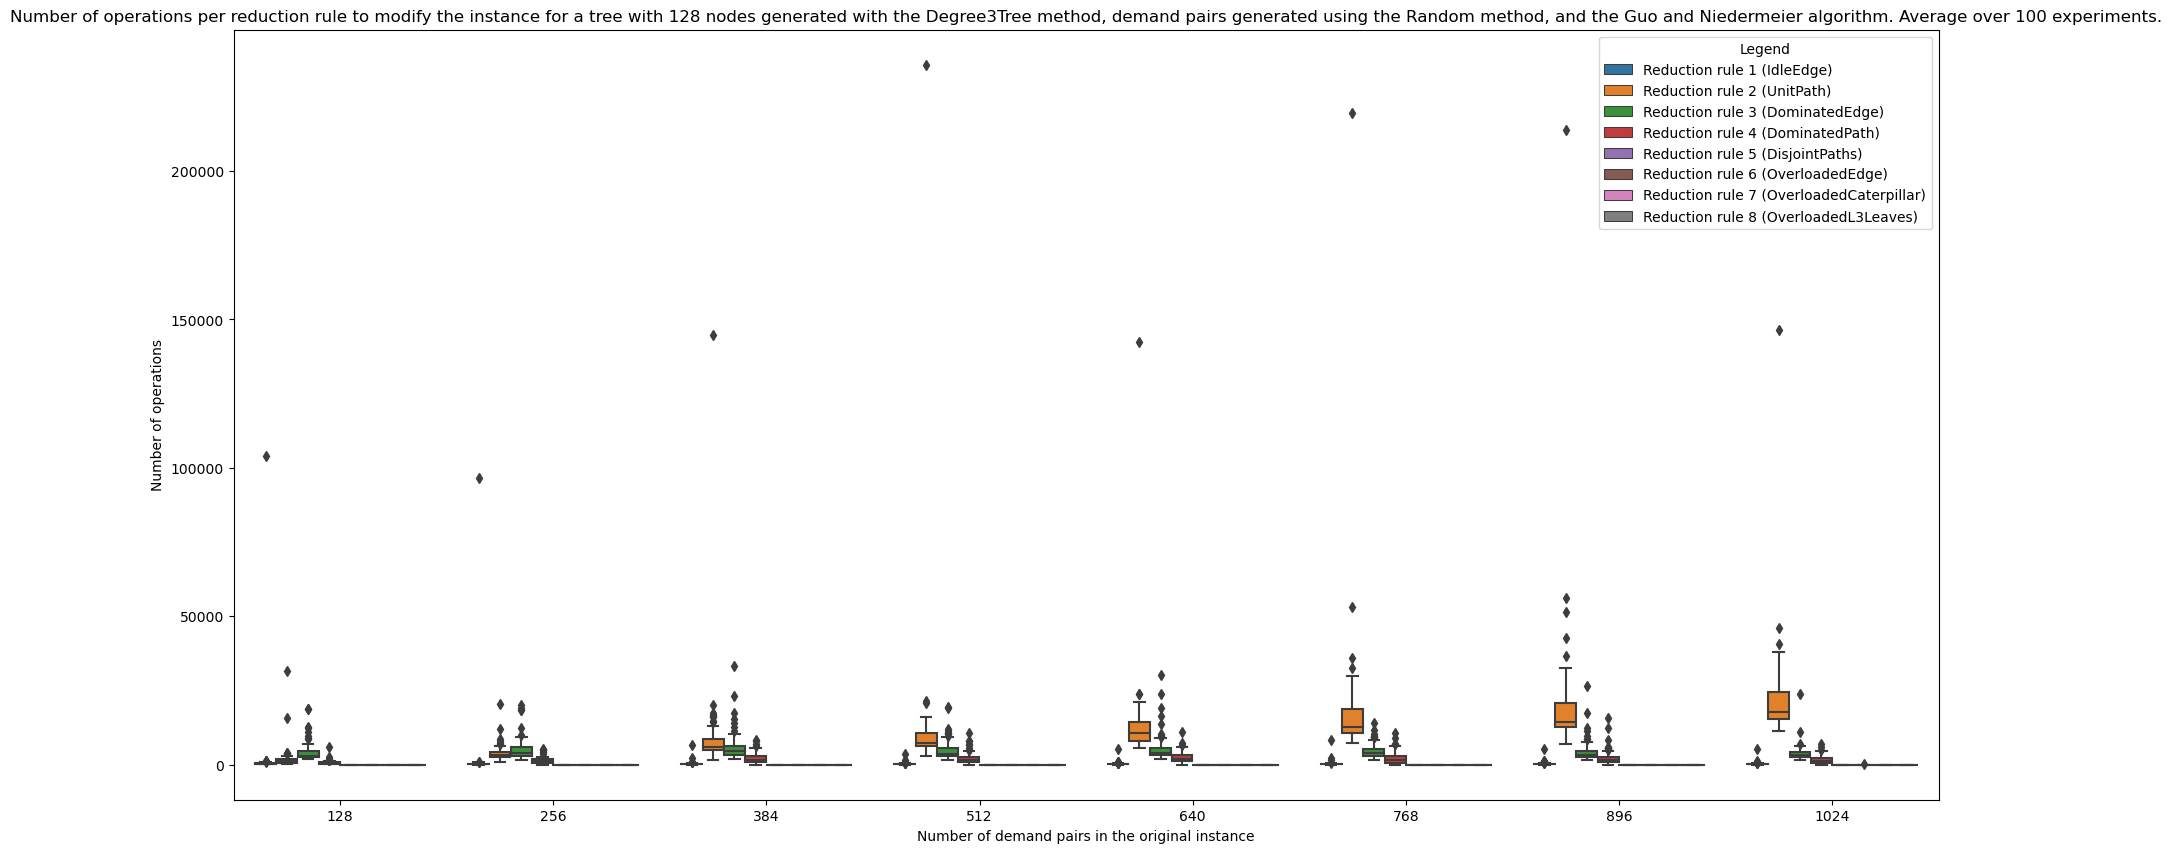 Number of operations per reduction rule to modify the instance for a tree with 128 nodes generated with the Degree3Tree method, demand pairs generated using the Random method, and the Guo and Niedermeier algorithm. Average over 100 experiments.
Legend
Reduction rule 1 (IdleEdge)
Reduction rule 2 (UnitPath)
Reduction rule 3 (DominatedEdge)
Reduction rule 4 (DominatedPath)
Reduction rule 5 (DisjointPaths)
Reduction rule 6 (OverloadedEdge)
Reduction rule 7 (OverloadedCaterpillar)
Reduction rule 8 (OverloadedL3Leaves)
Number of operations
200000
150000
100000
50000
0
128 256 384 512 640 768 896 1024
Number of demand pairs in the original instance